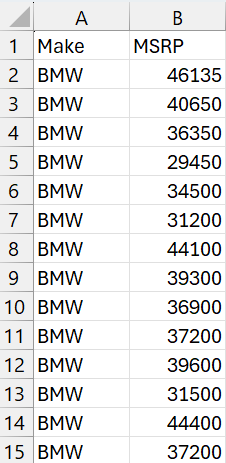 A B
1 Make MSRP
2 BMW 46135
3 BMW 40650
4 BMW 36350
5 BMW 29450
6 BMW 34500
7 BMW 31200
8 BMW 44100
9 BMW 39300
10 BMW 36900
11 BMW 37200
12 BMW 39600
13 BMW 31500
14 BMW 44400
15 BMW 37200